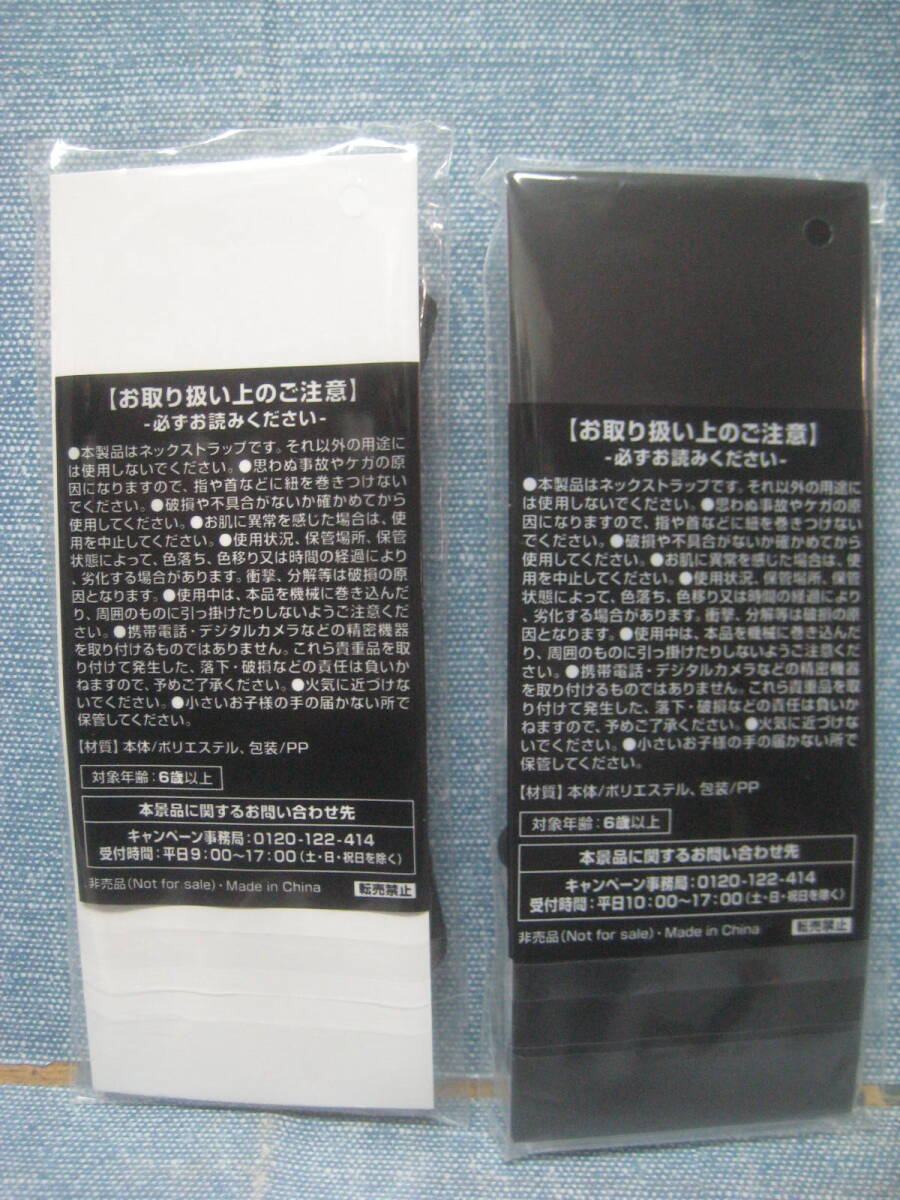 【お取り扱い上のご注意】
-必ずお読みください-
●本製品はネックストラップです。それ以外の用途に
は使用しないでください。●思わぬ事故やケガの原
因になりますので、指や首などに紐を巻きつけない
でください。●破損や不具合がないか確かめてから
使用してください。●お肌に異常を感じた場合は、使
用を中止してください。●使用状況、保管場所、保管
状態によって、色落ち、色移り又は時間の経過により
、劣化する場合があります。衝撃、分解等は破損の原
因となります。●使用中は、本品を機械に巻き込んだ
り、周囲のものに引っ掛けたりしないようご注意くだ
さい。●携帯電話・デジタルカメラなどの精密機器
を取り付けるものではありません。これら貴重品を取
り付けて発生した、落下・破損などの責任は負いか
ねますので、予めご了承ください。●火気に近づけな
いでください。●小さいお子様の手の届かない所で
保管してください。
【材質】本体/ポリエステル、包装/PP
対象年齢：6歳以上
本景品に関するお問い合わせ先
キャンペーン事務局：0120-122-414
受付時間：平日9：00～17：00（土・日・祝日を除く）
非売品（Not for sale）・Made in China
転売禁止
【お取り扱い上のご注意】
-必ずお読みください-
●本製品はネックストラップです。それ以外の用途に
は使用しないでください。●思わぬ事故やケガの原
因になりますので、指や首などに紐を巻きつけない
でください。●破損や不具合がないか確かめてから
使用してください。●お肌に異常を感じた場合は、使
用を中止してください。●使用状況、保管場所、保管
状態によって、色落ち、色移り又は時間の経過により
、劣化する場合があります。衝撃、分解等は破損の原
因となります。●使用中は、本品を機械に巻き込んだ
り、周囲のものに引っ掛けたりしないようご注意くだ
さい。●携帯電話・デジタルカメラなどの精密機器
を取り付けるものではありません。これら貴重品を取
り付けて発生した、落下・破損などの責任は負いか
ねますので、予めご了承ください。●火気に近づけな
いでください。●小さいお子様の手の届かない所で
保管してください。
【材質】本体/ポリエステル、包装/PP
対象年齢：6歳以上
本景品に関するお問い合わせ先
キャンペーン事務局：0120-122-414
受付時間：平日10：00～17：00（土・日・祝日を除く）
非売品（Not for sale）・Made in China
転売禁止